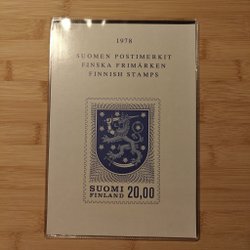 1978
SUOMEN POSTIMERKIT
FINSKA FRIMÄRKEN
FINNISH STAMPS
SUOMI
FINLAND
20,00